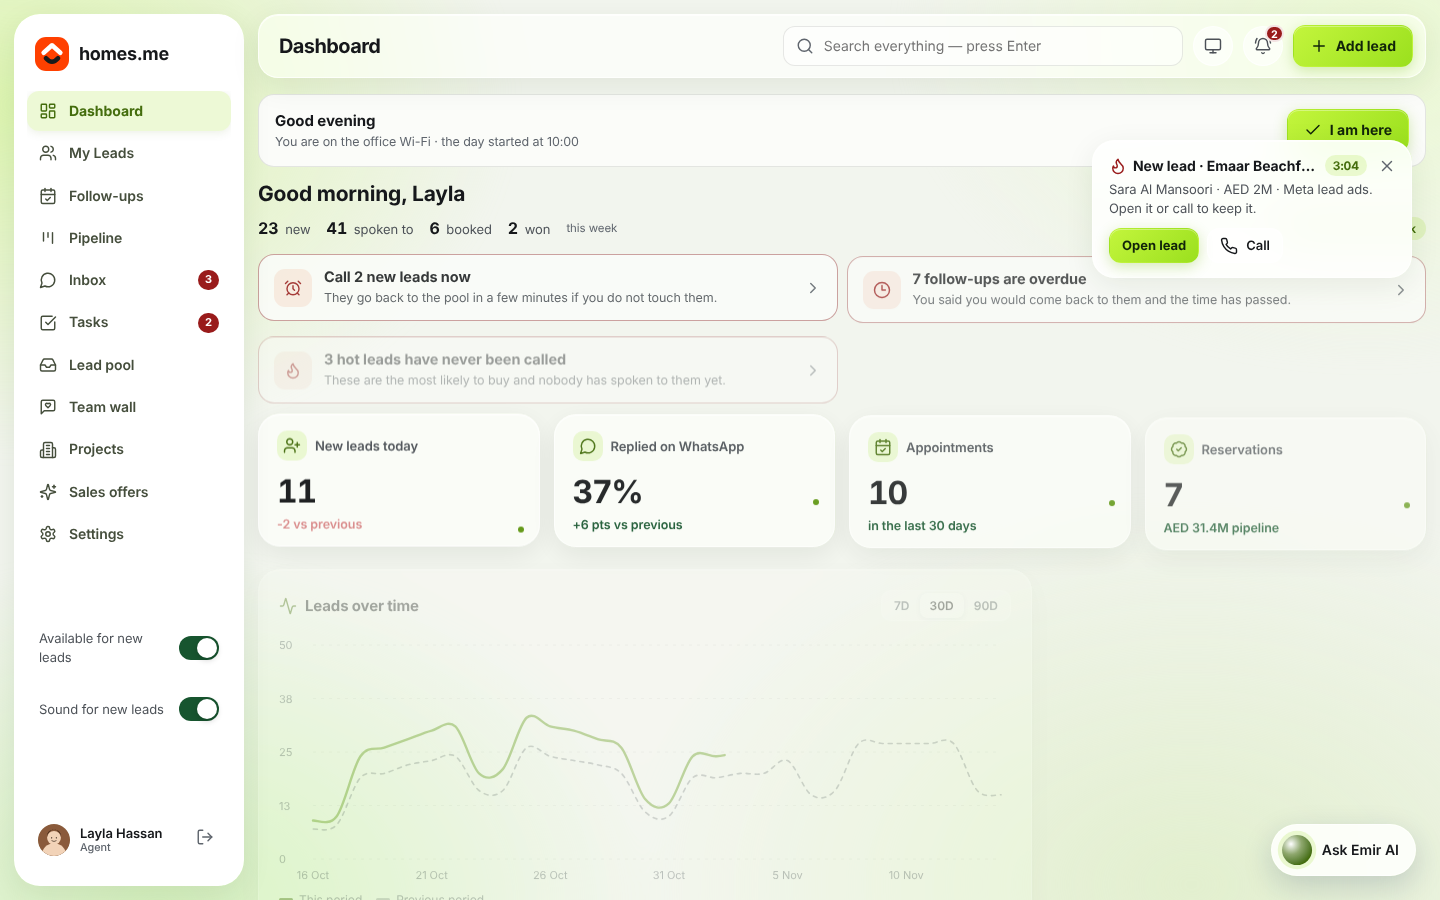 homes.me
Dashboard
My Leads
Follow-ups
Pipeline
Inbox 3
Tasks 2
Lead pool
Team wall
Projects
Sales offers
Settings
Available for new
leads
Sound for new leads
Layla Hassan
Agent
Dashboard
Search everything — press Enter
2
Add lead
Good evening
You are on the office Wi-Fi · the day started at 10:00
I am here
New lead · Emaar Beachf... 3:04
Sara Al Mansoori · AED 2M · Meta lead ads.
Open it or call to keep it.
Open lead Call
Good morning, Layla
23 new 41 spoken to 6 booked 2 won this week
Call 2 new leads now
They go back to the pool in a few minutes if you do not touch them.
7 follow-ups are overdue
You said you would come back to them and the time has passed.
3 hot leads have never been called
These are the most likely to buy and nobody has spoken to them yet.
New leads today
11
-2 vs previous
Replied on WhatsApp
37%
+6 pts vs previous
Appointments
10
in the last 30 days
Reservations
7
AED 31.4M pipeline
Leads over time
7D 30D 90D
50
38
25
13
0
16 Oct 21 Oct 26 Oct 31 Oct 5 Nov 10 Nov
This period Previous period
Ask Emir AI